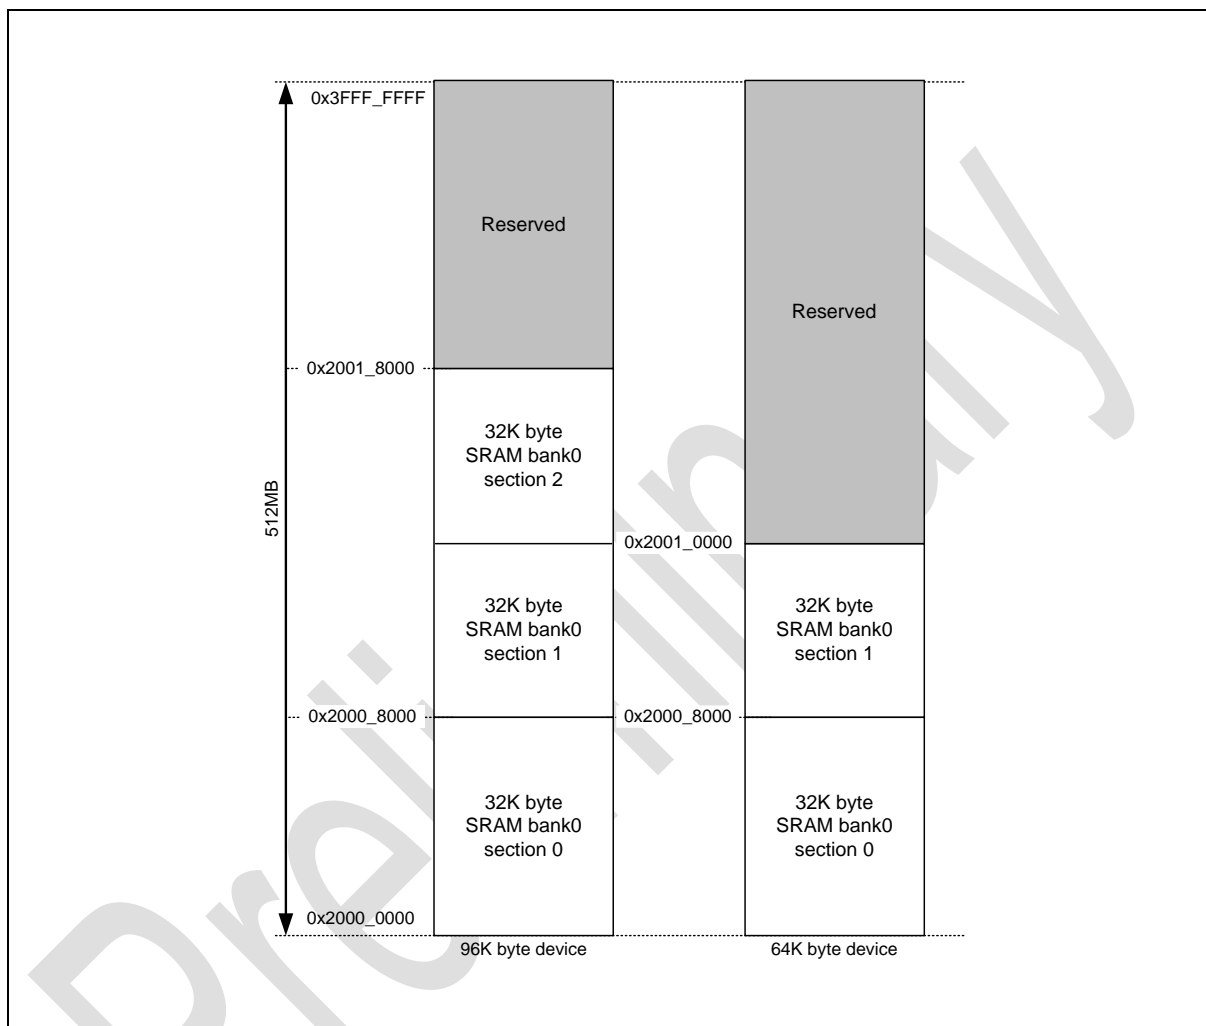 0x3FFF_FFFF
Reserved
Reserved
0x2001_8000
32K byte
SRAM bank0
section 2
512MB
0x2001_0000
32K byte
SRAM bank0
section 1
32K byte
SRAM bank0
section 1
0x2000_8000
0x2000_8000
32K byte
SRAM bank0
section 0
32K byte
SRAM bank0
section 0
0x2000_0000
96K byte device
64K byte device
Preliminary